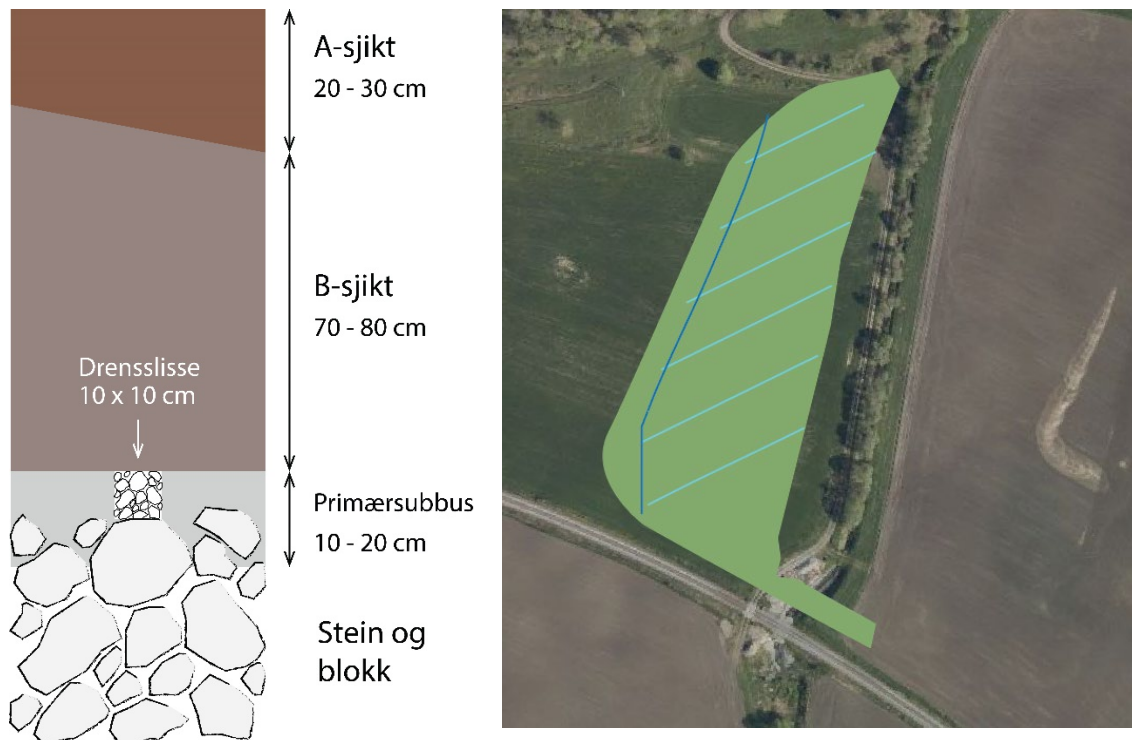 A-sjikt
20 - 30 cm
B-sjikt
70 - 80 cm
Drensslisse
10 x 10 cm
Primærsubbus
10 - 20 cm
Stein og
blokk